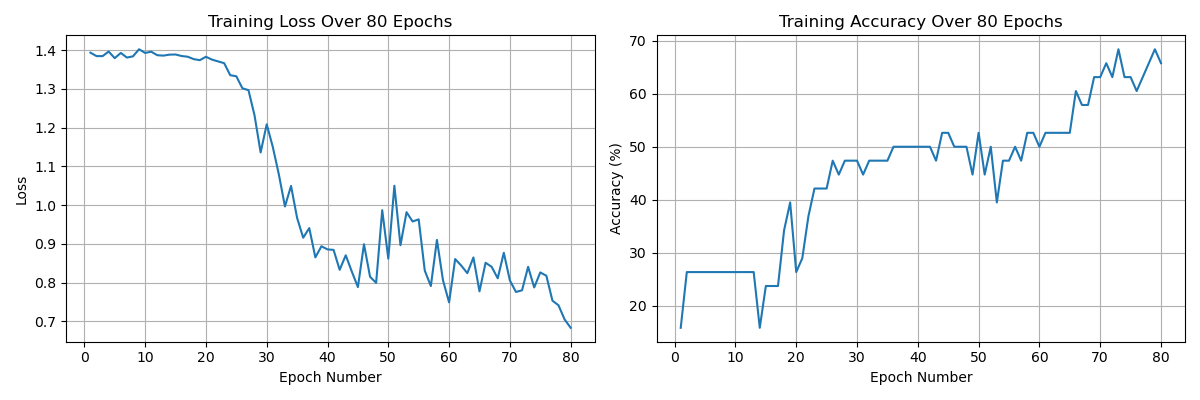 Training Loss Over 80 Epochs
1.4
1.3
1.2
1.1
1.0
0.9
0.8
0.7
Loss
0 10 20 30 40 50 60 70 80
Epoch Number
Training Accuracy Over 80 Epochs
70
60
50
40
30
20
Accuracy (%)
0 10 20 30 40 50 60 70 80
Epoch Number